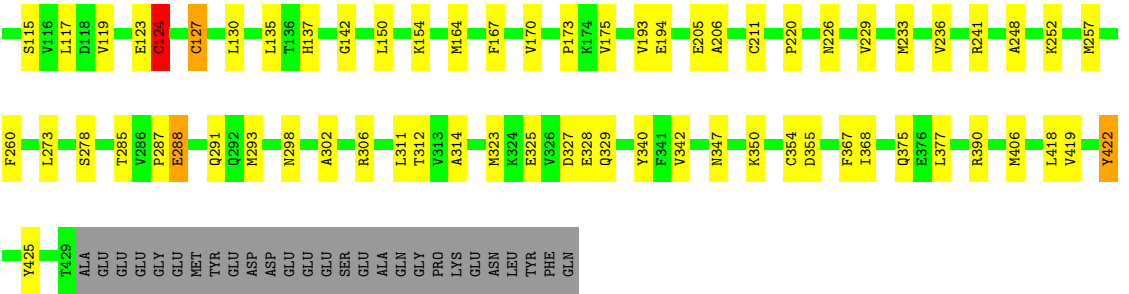 S115 V116 L117 D118 V119 E123 C124 C127 L130 L135 T136 H137 G142 L150 K154 M164 F167 V170 P173 K174 V175 V193 E194 E205 A206 C211 P220 N226 V229 M233 V236 R241 A248 K252 M257
F260 L273 S278 T285 V286 P287 E288 Q291 Q292 M293 N298 A302 R306 L311 T312 V313 A314 M323 K324 E325 V326 D327 E328 Q329 Y340 F341 V342 N347 K350 C354 D355 F367 I368 Q375 E376 L377 R390 M406 L418 V419 Y422
Y425 T429 ALA GLU GLU GLU GLY GLU MET TYR GLU ASP ASP GLU GLU GLU SER GLU ALA GLN GLY PRO LYS GLU ASN LEU TYR PHE GLN